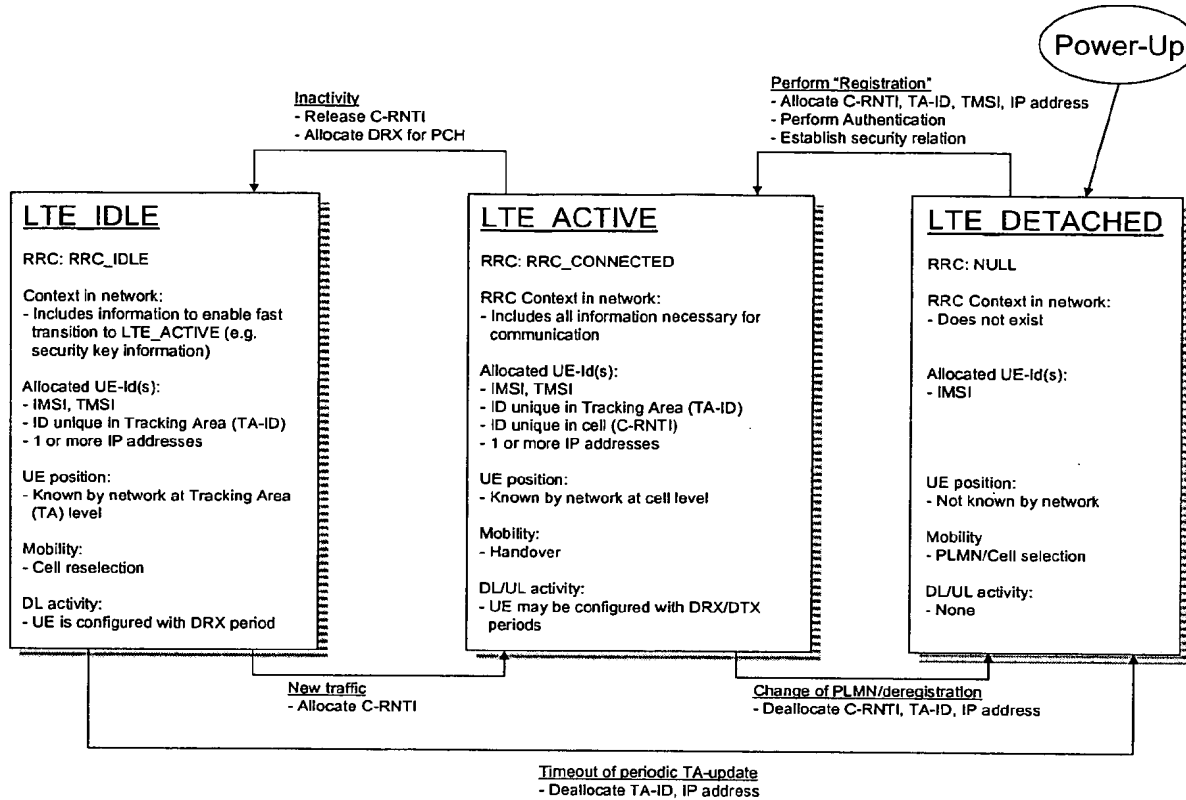 Power-Up
Inactivity
- Release C-RNTI
- Allocate DRX for PCH
Perform "Registration"
- Allocate C-RNTI, TA-ID, TMSI, IP address
- Perform Authentication
- Establish security relation
LTE_IDLE
RRC: RRC_IDLE
Context in network:
- Includes information to enable fast
transition to LTE_ACTIVE (e.g.
security key information)
Allocated UE-Id(s):
- IMSI, TMSI
- ID unique in Tracking Area (TA-ID)
- 1 or more IP addresses
UE position:
- Known by network at Tracking Area
(TA) level
Mobility:
- Cell reselection
DL activity:
- UE is configured with DRX period
LTE_ACTIVE
RRC: RRC_CONNECTED
RRC Context in network:
- Includes all information necessary for
communication
Allocated UE-Id(s):
- IMSI, TMSI
- ID unique in Tracking Area (TA-ID)
- ID unique in cell (C-RNTI)
- 1 or more IP addresses
UE position:
- Known by network at cell level
Mobility:
- Handover
DL/UL activity:
- UE may be configured with DRX/DTX
periods
LTE_DETACHED
RRC: NULL
RRC Context in network:
- Does not exist
Allocated UE-Id(s):
- IMSI
UE position:
- Not known by network
Mobility
- PLMN/Cell selection
DL/UL activity:
- None
New traffic
- Allocate C-RNTI
Change of PLMN/deregistration
- Deallocate C-RNTI, TA-ID, IP address
Timeout of periodic TA-update
- Deallocate TA-ID, IP address